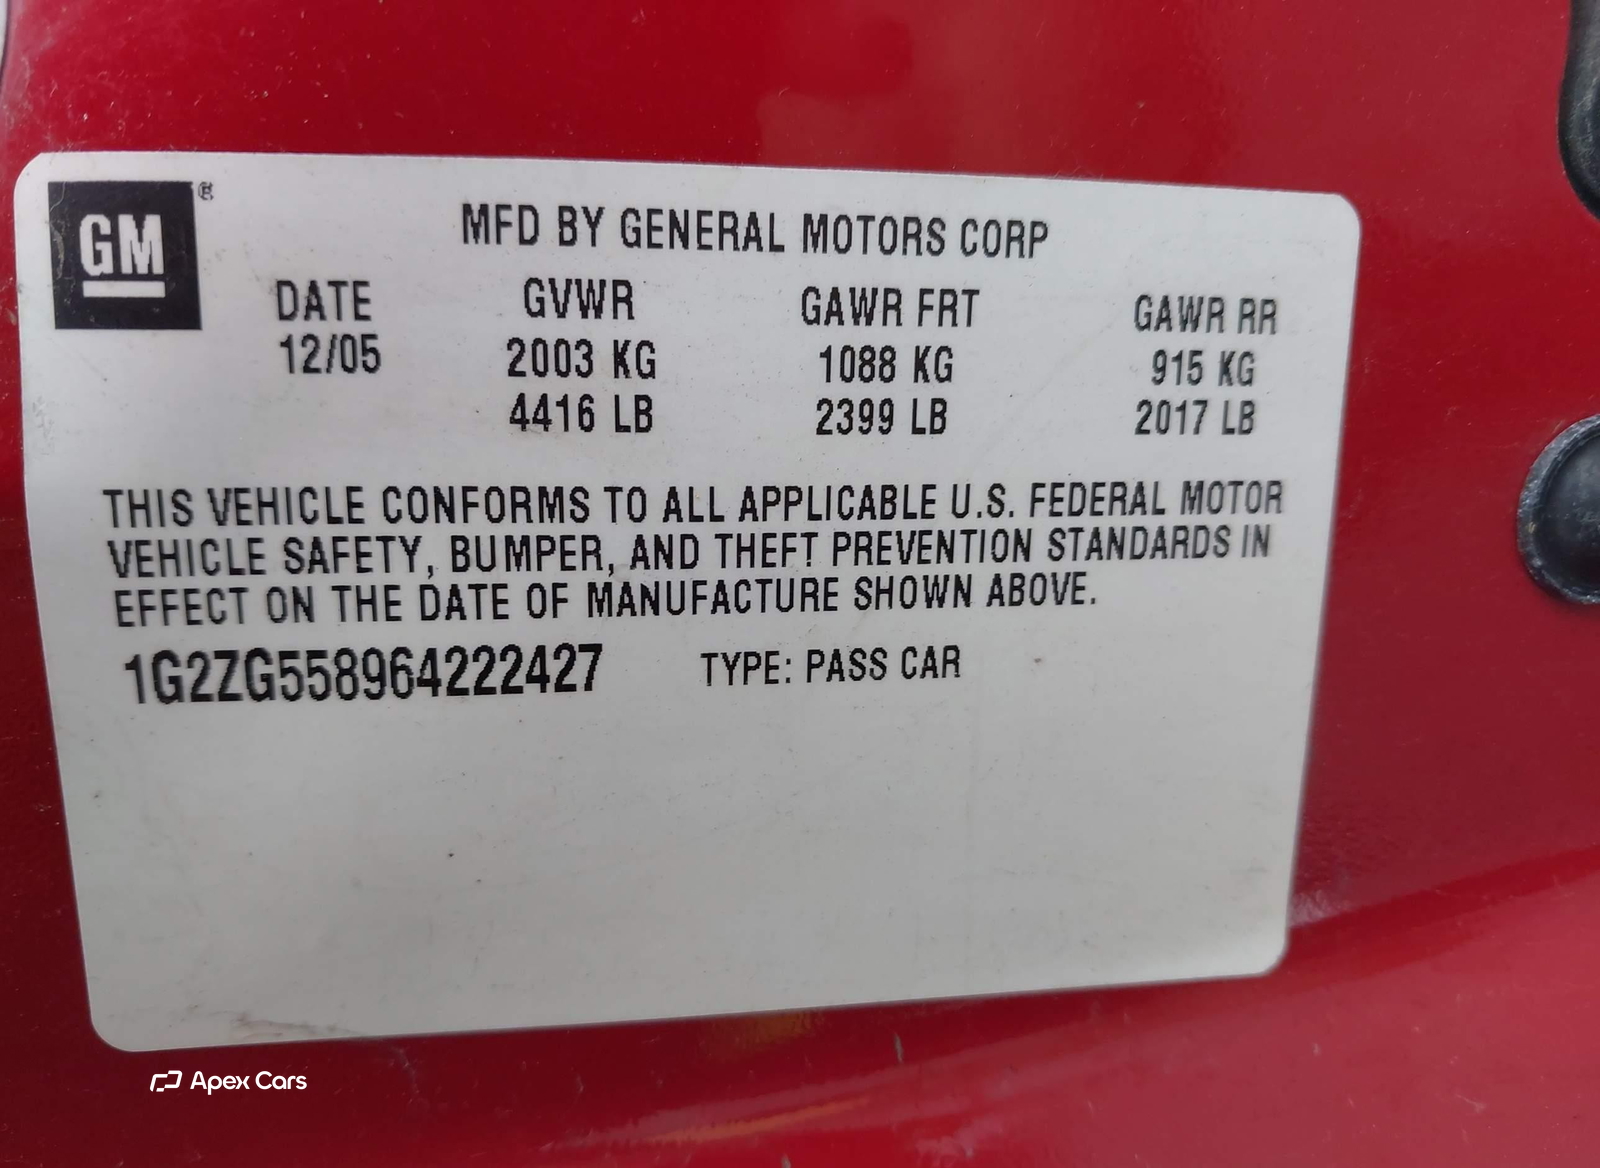 GM ®
MFD BY GENERAL MOTORS CORP
DATE GVWR GAWR FRT GAWR RR
12/05 2003 KG 1088 KG 915 KG
4416 LB 2399 LB 2017 LB
THIS VEHICLE CONFORMS TO ALL APPLICABLE U.S. FEDERAL MOTOR
VEHICLE SAFETY, BUMPER, AND THEFT PREVENTION STANDARDS IN
EFFECT ON THE DATE OF MANUFACTURE SHOWN ABOVE.
1G2ZG558964222427 TYPE: PASS CAR
Apex Cars